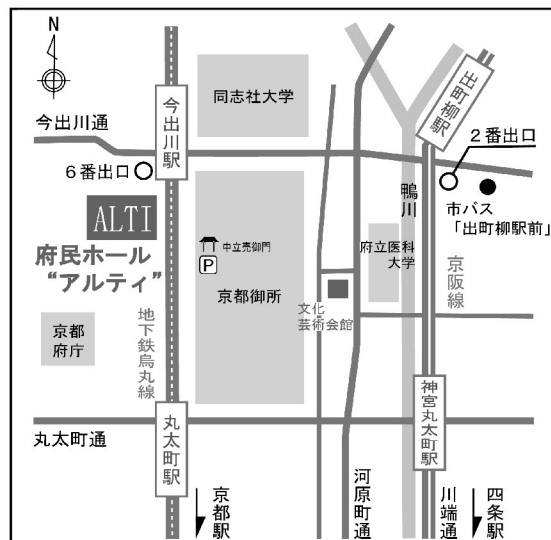 N
同志社大学
今出川駅
出町柳駅
今出川通
2番出口
6番出口
鴨川
市バス
「出町柳駅前」
ALTI
府民ホール
“アルティ”
中立売御門
P
府立医科
大学
京阪線
京都御所
文化
芸術会館
京都
府庁
地下鉄烏丸線
丸太町駅
神宮丸太町駅
丸太町通
京都駅
河原町通
川端通
四条駅